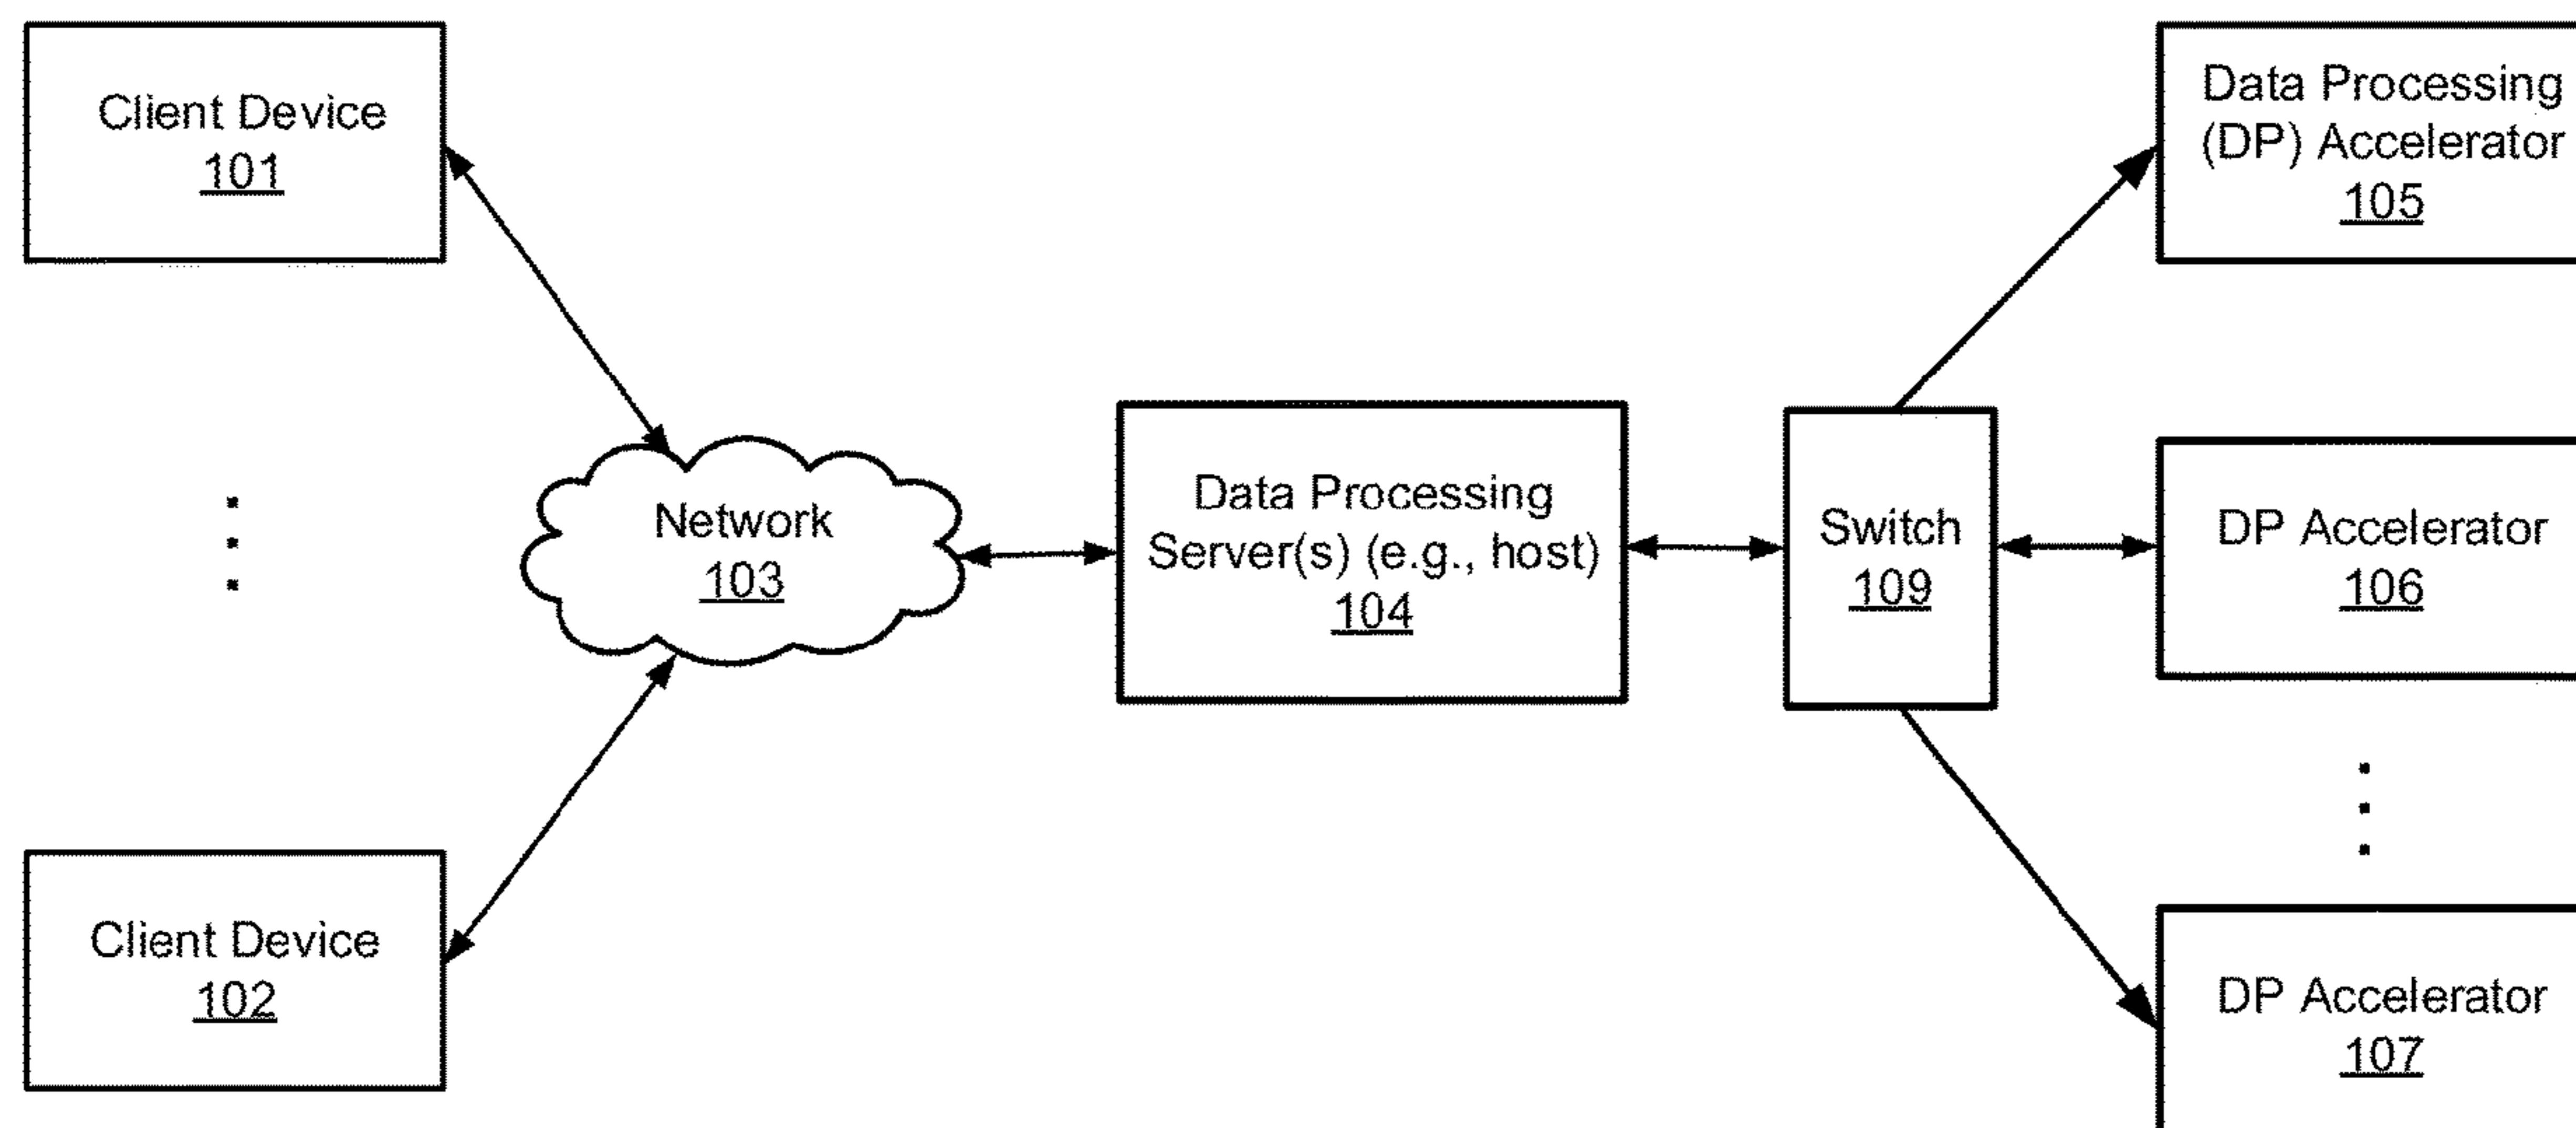 Client Device
101
Client Device
102
Network
103
Data Processing
Server(s) (e.g., host)
104
Switch
109
Data Processing
(DP) Accelerator
105
DP Accelerator
106
DP Accelerator
107